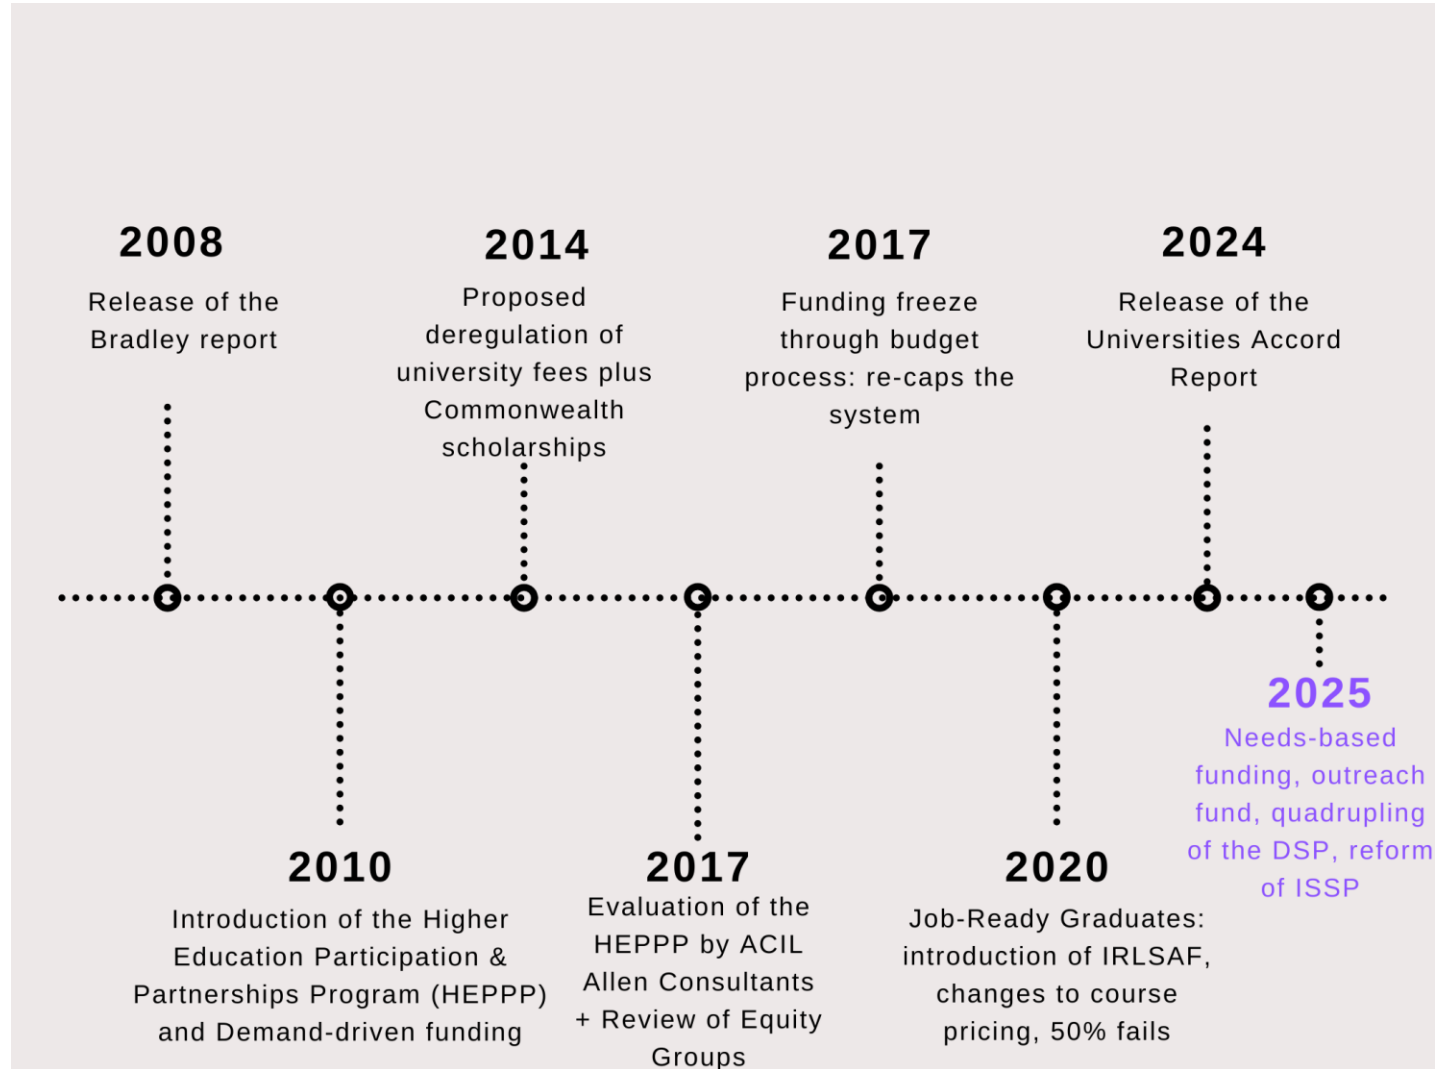 2008
Release of the
Bradley report
2014
Proposed
deregulation of
university fees plus
Commonwealth
scholarships
2017
Funding freeze
through budget
process: re-caps the
system
2024
Release of the
Universities Accord
Report
2010
Introduction of the Higher
Education Participation &
Partnerships Program (HEPPP)
and Demand-driven funding
2017
Evaluation of the
HEPPP by ACIL
Allen Consultants
+ Review of Equity
Groups
2020
Job-Ready Graduates:
introduction of IRLSAF,
changes to course
pricing, 50% fails
2025
Needs-based
funding, outreach
fund, quadrupling
of the DSP, reform
of ISSP